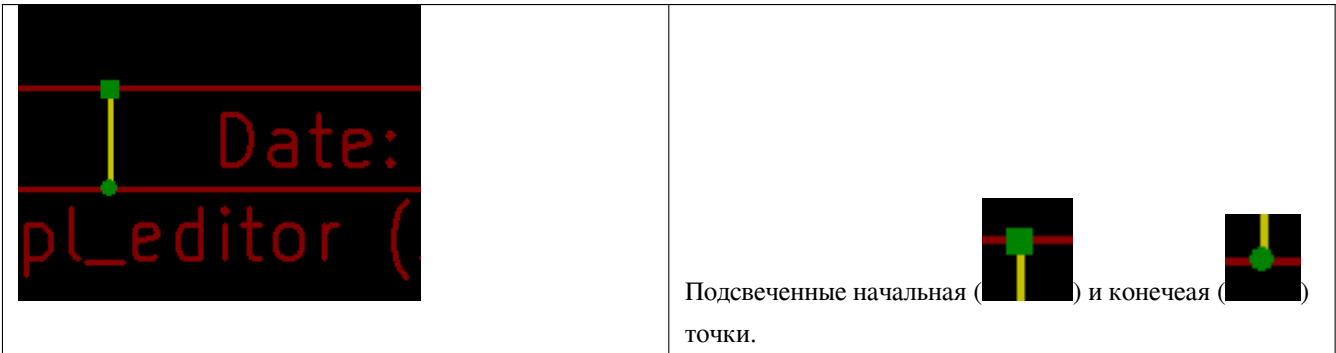 Date:
pl_editor (
Подсвеченные начальная ( ) и конечеая ( )
точки.